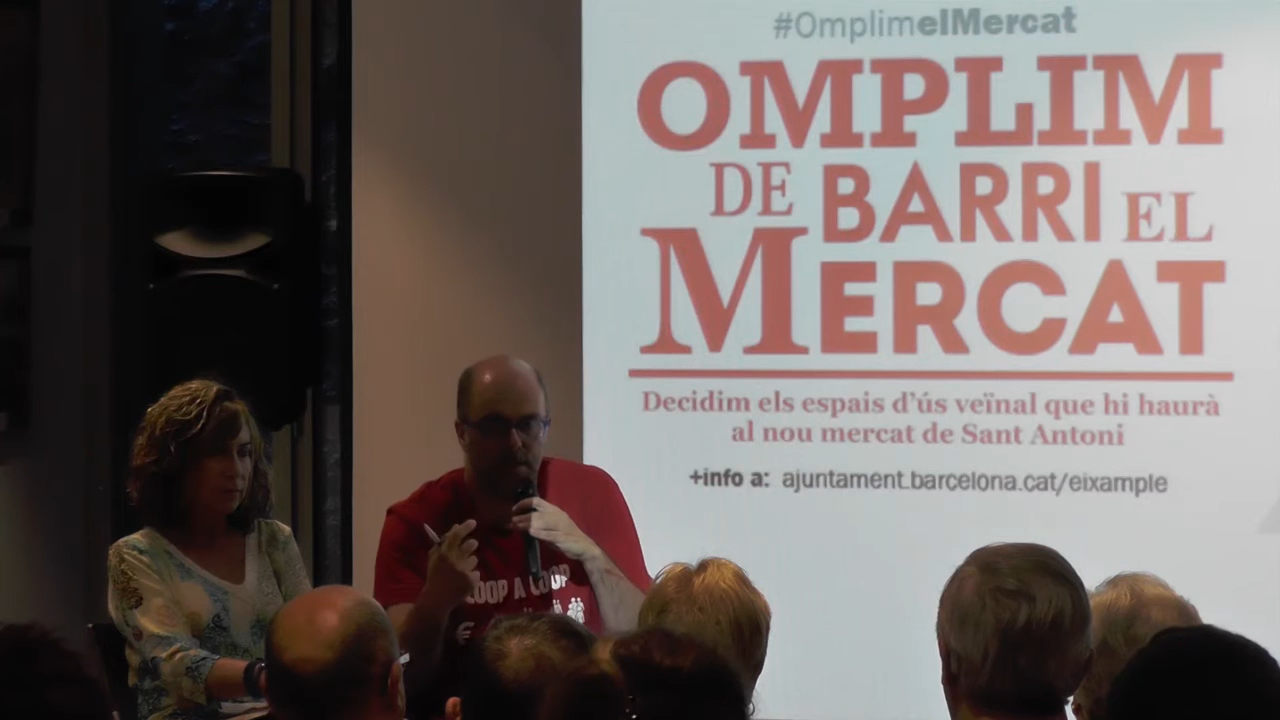 #OmplimelMercat
OMPLIM
DE BARRI EL
MERCAT
Decidim els espais d'ús veïnal que hi haurà
al nou mercat de Sant Antoni
+info a: ajuntament.barcelona.cat/eixample
COOP A COOP